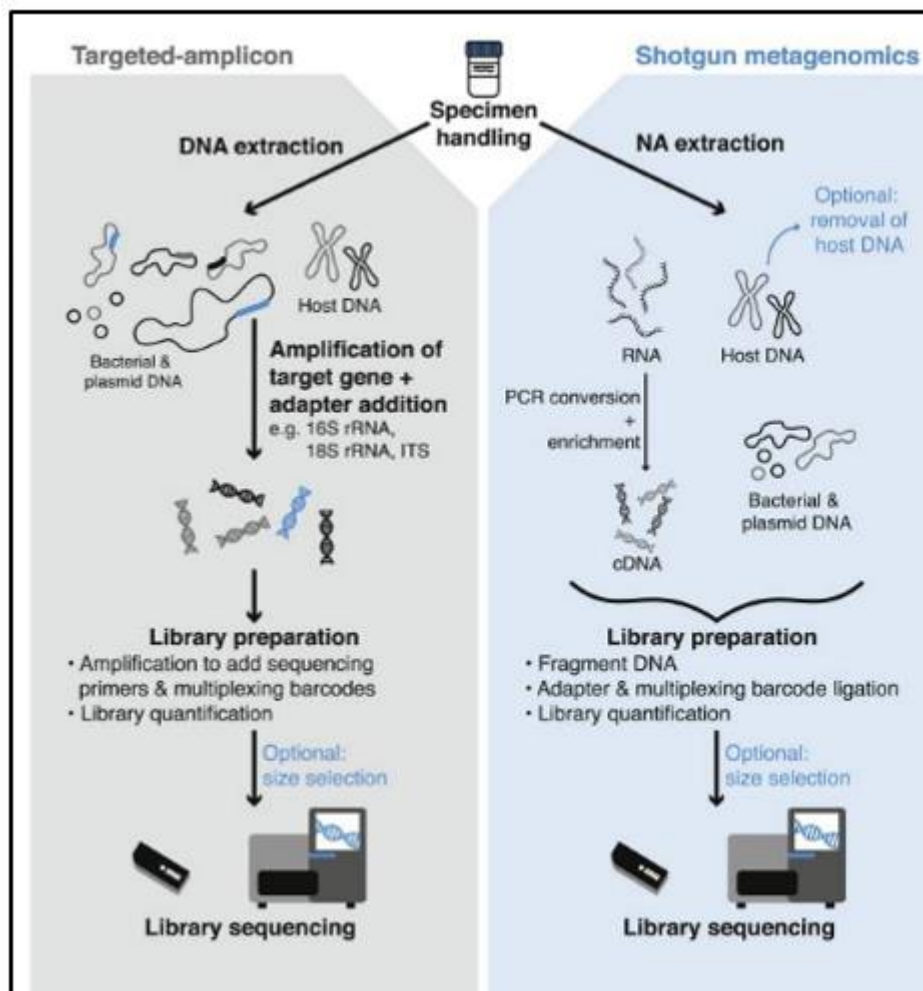 Targeted-amplicon
Shotgun metagenomics
Specimen
handling
DNA extraction
Host DNA
Bacterial &
plasmid DNA
Amplification of
target gene +
adapter addition
e.g. 16S rRNA,
18S rRNA, ITS
Library preparation
• Amplification to add sequencing
primers & multiplexing barcodes
• Library quantification
Optional:
size selection
Library sequencing
NA extraction
Optional:
removal of
host DNA
RNA
Host DNA
PCR conversion
+
enrichment
Bacterial &
plasmid DNA
cDNA
Library preparation
• Fragment DNA
• Adapter & multiplexing barcode ligation
• Library quantification
Optional:
size selection
Library sequencing